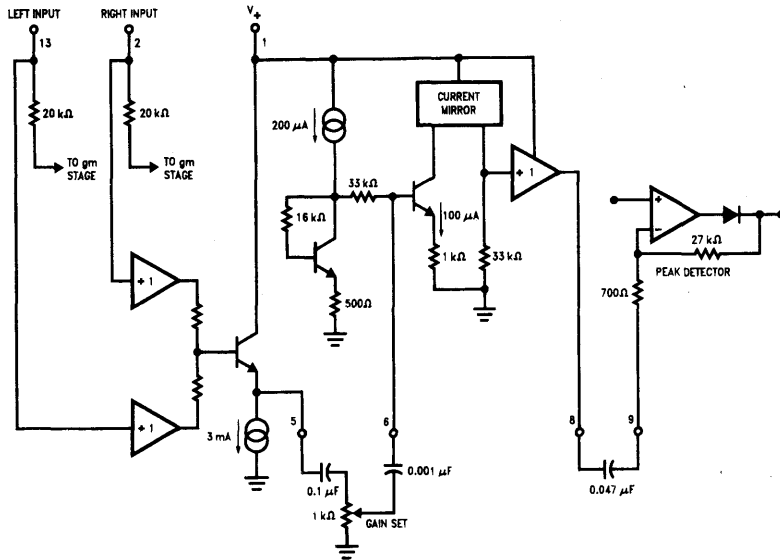 LEFT INPUT
RIGHT INPUT
V+
13
2
1
20 kΩ
20 kΩ
TO gm
STAGE
TO gm
STAGE
200 μA
CURRENT
MIRROR
33 kΩ
16 kΩ
100 μA
+ 1
1 kΩ
33 kΩ
500Ω
+
−
27 kΩ
PEAK DETECTOR
700Ω
+ 1
+ 1
3 mA
5
6
8
9
0.1 μF
0.001 μF
0.047 μF
1 kΩ
GAIN SET